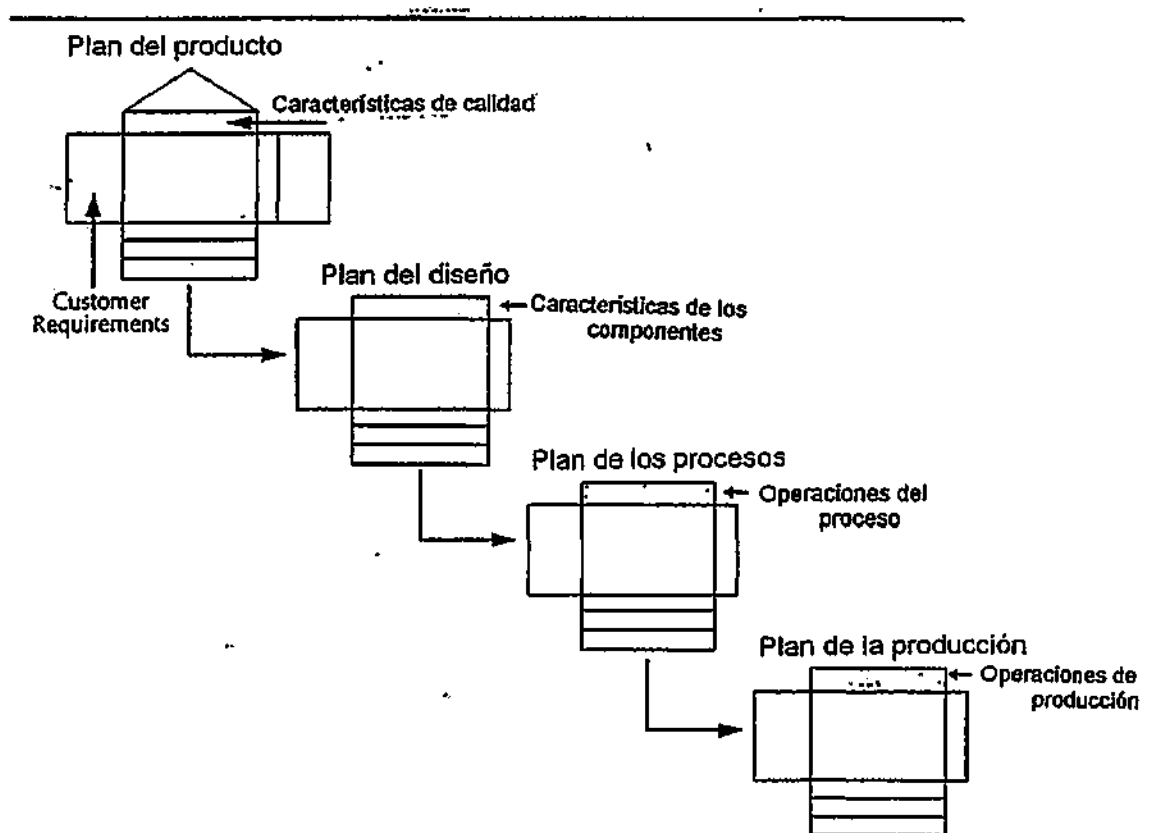 Plan del producto
Características de calidad
Customer
Requirements
Plan del diseño
Características de los
componentes
Plan de los procesos
Operaciones del
proceso
Plan de la producción
Operaciones de
producción